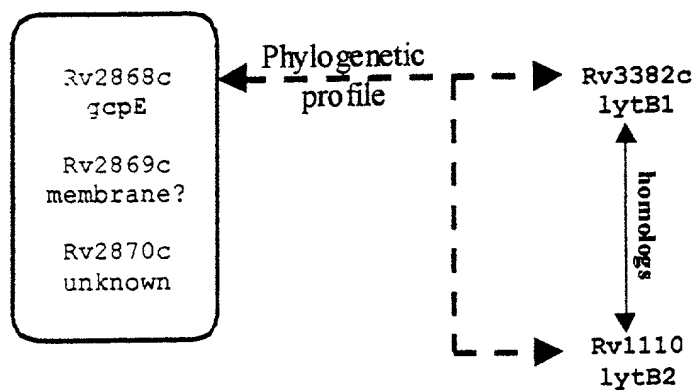 Rv2868c
gcpE
Rv2869c
membrane?
Rv2870c
unknown
Phylogenetic
profile
Rv3382c
lytB1
homologs
Rv1110
lytB2